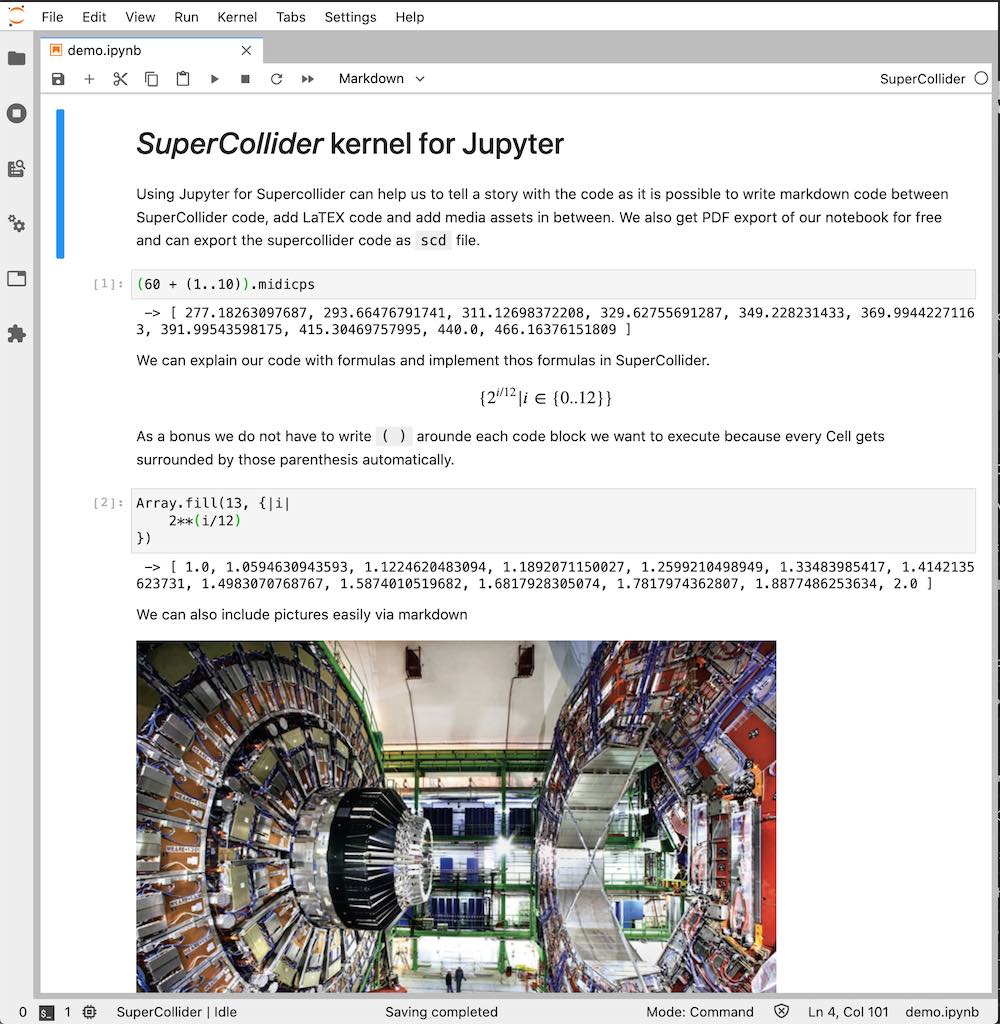 File Edit View Run Kernel Tabs Settings Help
demo.ipynb
Markdown
SuperCollider
SuperCollider kernel for Jupyter
Using Jupyter for Supercollider can help us to tell a story with the code as it is possible to write markdown code between
SuperCollider code, add LaTEX code and add media assets in between. We also get PDF export of our notebook for free
and can export the supercollider code as scd file.
[1]: (60 + (1..10)).midicps
-> [ 277.18263097687, 293.66476791741, 311.12698372208, 329.62755691287, 349.228231433, 369.9944227116
3, 391.99543598175, 415.30469757995, 440.0, 466.16376151809 ]
We can explain our code with formulas and implement thos formulas in SuperCollider.
{2^{i/12}|i ∈ {0..12}}
As a bonus we do not have to write ( ) arounde each code block we want to execute because every Cell gets
surrounded by those parenthesis automatically.
[2]: Array.fill(13, {|i|
2**(i/12)
})
-> [ 1.0, 1.0594630943593, 1.1224620483094, 1.1892071150027, 1.2599210498949, 1.33483985417, 1.4142135
623731, 1.4983070768767, 1.5874010519682, 1.6817928305074, 1.7817974362807, 1.8877486253634, 2.0 ]
We can also include pictures easily via markdown
0 $_ 1 SuperCollider | Idle Saving completed Mode: Command Ln 4, Col 101 demo.ipynb